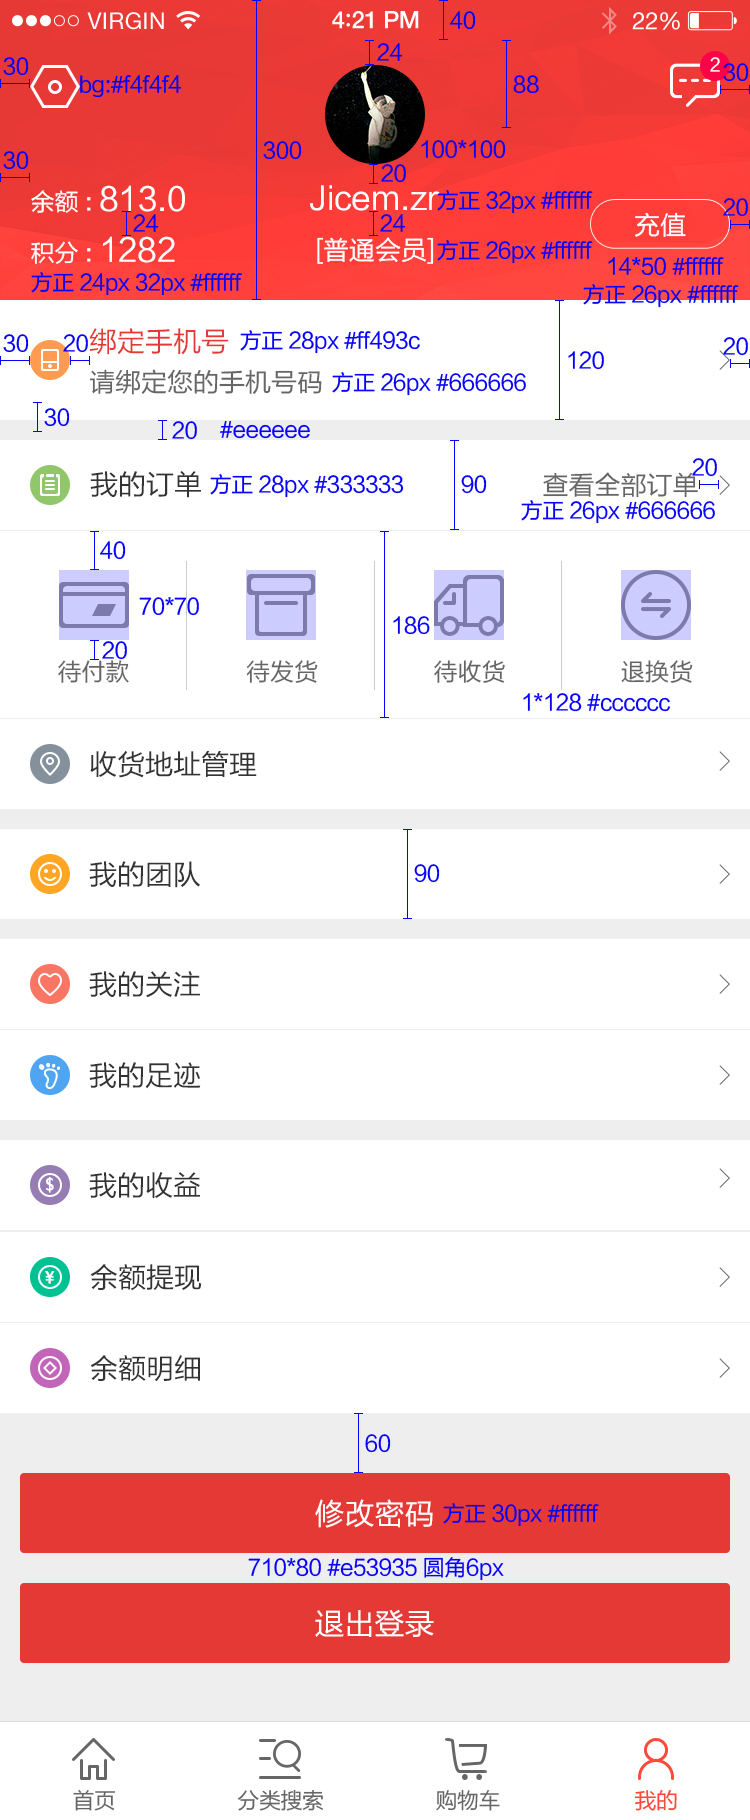 VIRGIN 4:21 PM 22%
40
24
30 bg:#f4f4f4 88 2 30
300 100*100
30 20
余额 : 813.0 Jicem.zr 方正 32px #ffffff 20
24 24 充值
积分 : 1282 [普通会员] 方正 26px #ffffff
14*50 #ffffff
方正 24px 32px #ffffff 方正 26px #ffffff
30 20 绑定手机号 方正 28px #ff493c 20
120
请绑定您的手机号码 方正 26px #666666
30
20 #eeeeee
20
我的订单 方正 28px #333333 90 查看全部订单
方正 26px #666666
40
70*70
186
20
待付款 待发货 待收货 退换货
1*128 #cccccc
收货地址管理
我的团队 90
我的关注
我的足迹
我的收益
余额提现
余额明细
60
修改密码 方正 30px #ffffff
710*80 #e53935 圆角6px
退出登录
首页 分类搜索 购物车 我的